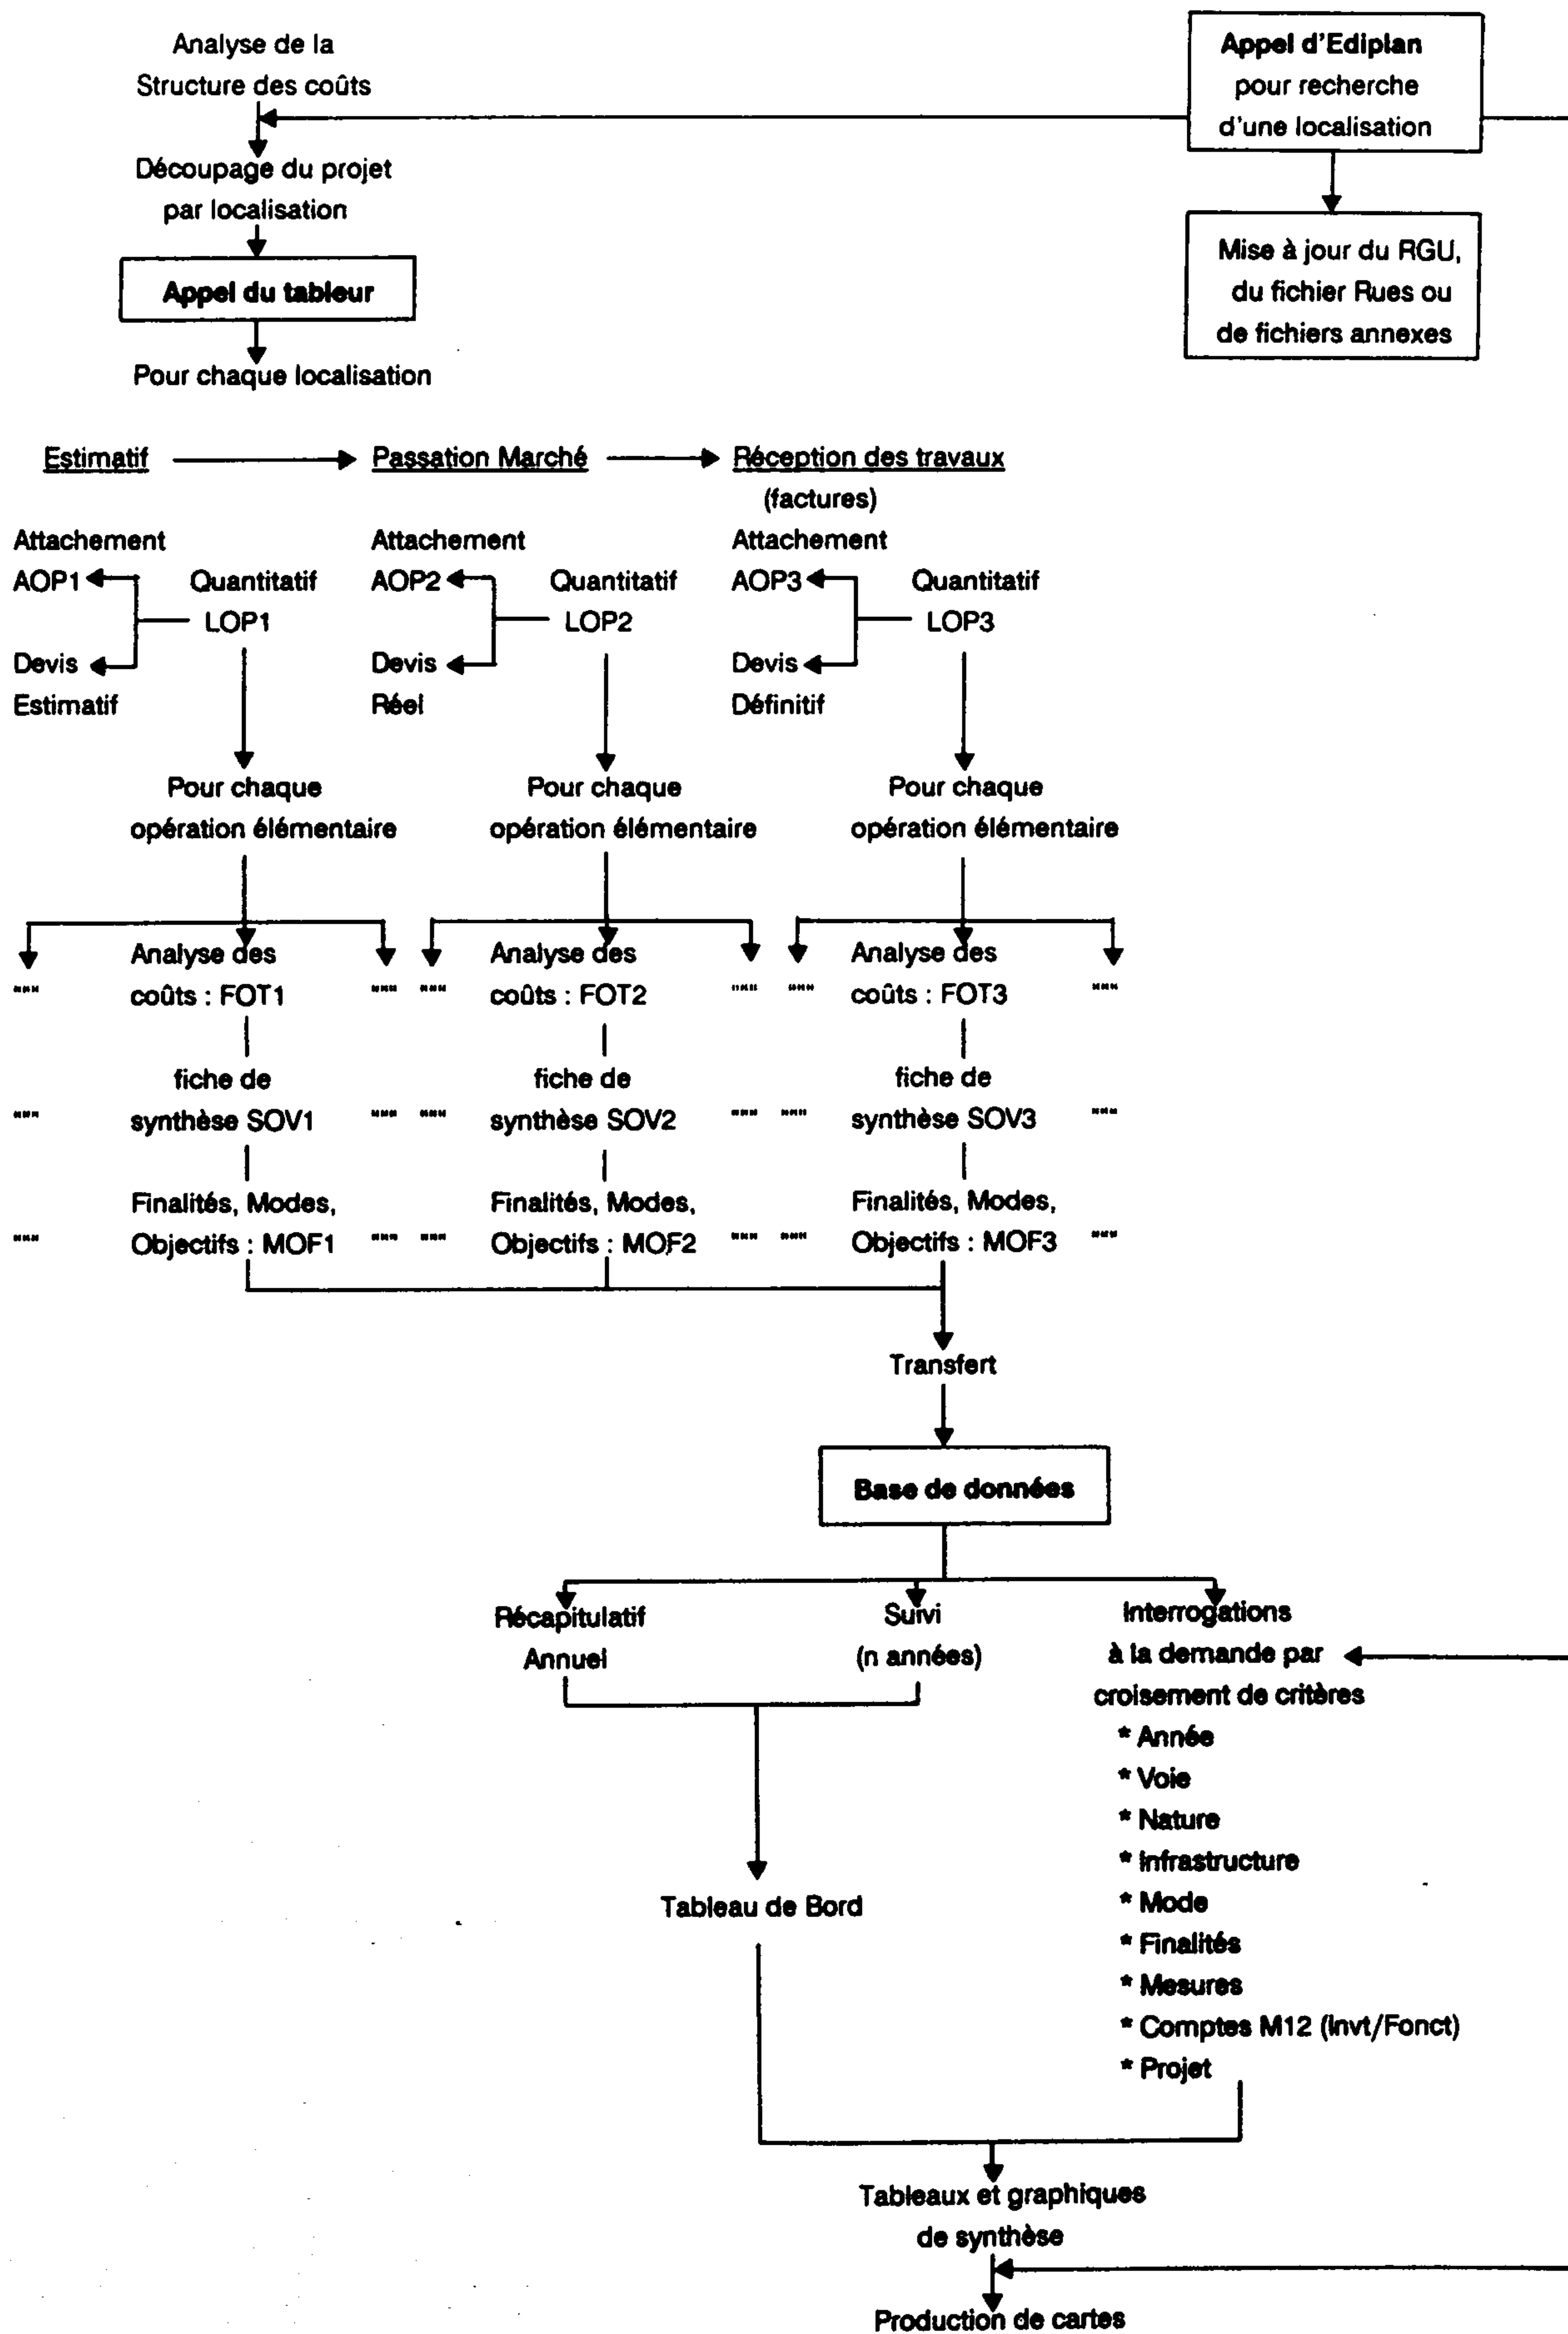 Analyse de la
Structure des coûts
Appel d'Ediplan
pour recherche
d'une localisation
Découpage du projet
par localisation
Mise à jour du RGU,
du fichier Rues ou
de fichiers annexes
Appel du tableur
Pour chaque localisation
Estimatif
Passation Marché
Réception des travaux
(factures)
Attachement
AOP1
Quantitatif
LOP1
Devis
Estimatif
Attachement
AOP2
Quantitatif
LOP2
Devis
Réel
Attachement
AOP3
Quantitatif
LOP3
Devis
Définitif
Pour chaque
opération élémentaire
Pour chaque
opération élémentaire
Pour chaque
opération élémentaire
Analyse des
Analyse des
Analyse des
""" coûts : FOT1 """ """ coûts : FOT2 """ """ coûts : FOT3 """
fiche de
fiche de
fiche de
""" synthèse SOV1 """ """ synthèse SOV2 """ """ synthèse SOV3 """
Finalités, Modes,
Finalités, Modes,
Finalités, Modes,
""" Objectifs : MOF1 """ """ Objectifs : MOF2 """ """ Objectifs : MOF3 """
Transfert
Base de données
Récapitulatif
Annuel
Suivi
(n années)
Interrogations
à la demande par
croisement de critères
* Année
* Voie
* Nature
* Infrastructure
* Mode
* Finalités
* Mesures
* Comptes M12 (Invt/Fonct)
* Projet
Tableau de Bord
Tableaux et graphiques
de synthèse
Production de cartes